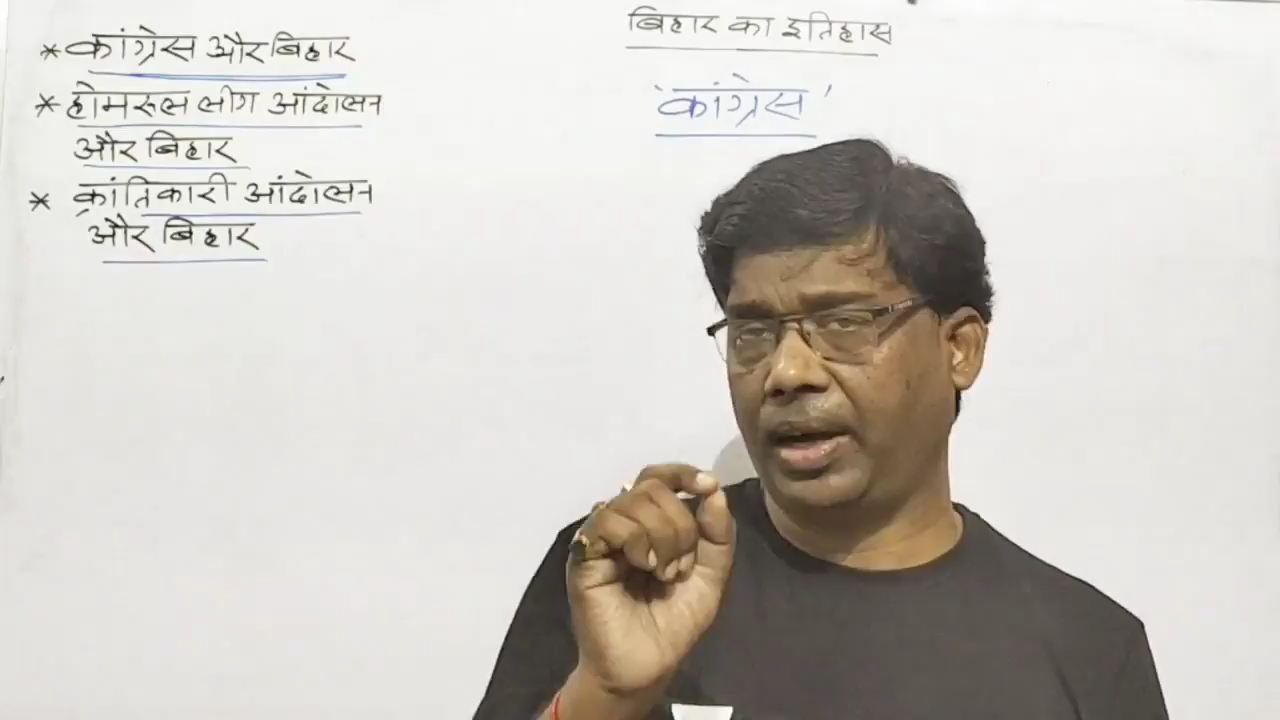 बिहार का इतिहास
'कांग्रेस'
* कांग्रेस और बिहार
* होमरुल लीग आंदोलन
और बिहार
* क्रांतिकारी आंदोलन
और बिहार